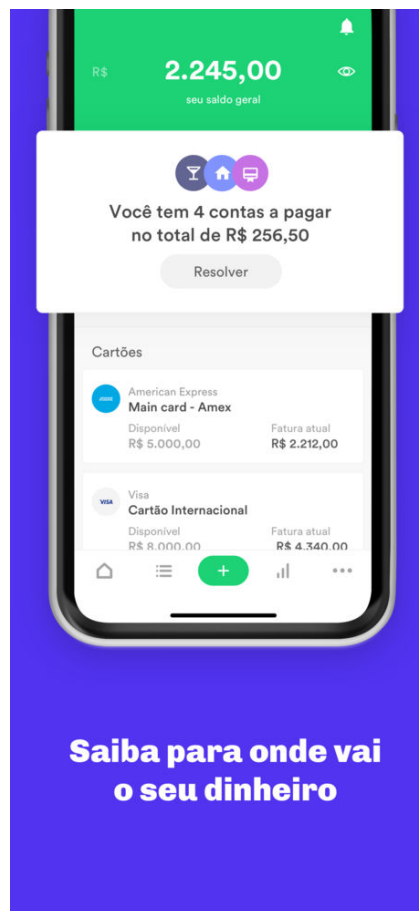 R$ 2.245,00
seu saldo geral
Você tem 4 contas a pagar
no total de R$ 256,50
Resolver
Cartões
American Express
Main card - Amex
Disponível Fatura atual
R$ 5.000,00 R$ 2.212,00
VISA
Visa
Cartão Internacional
Disponível Fatura atual
R$ 8.000,00 R$ 4.340,00
Saiba para onde vai
o seu dinheiro